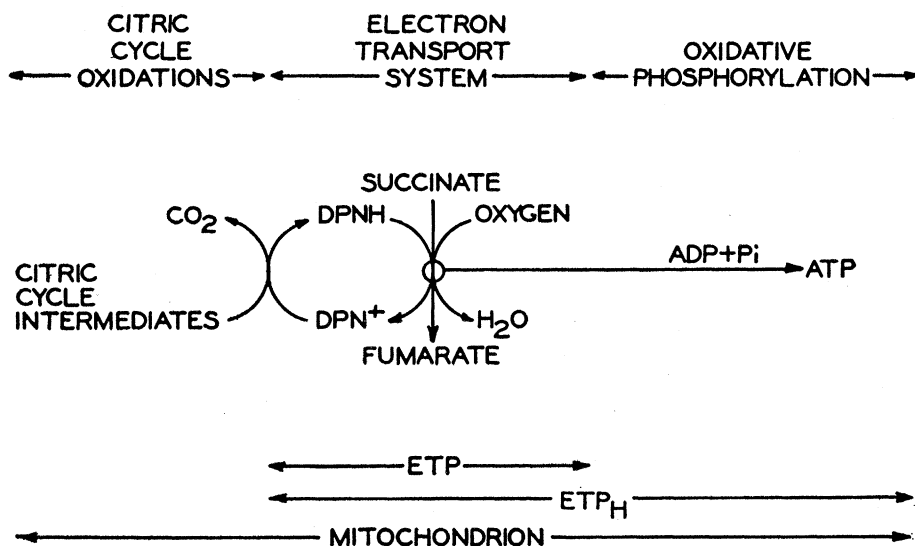 CITRIC
CYCLE
OXIDATIONS
ELECTRON
TRANSPORT
SYSTEM
OXIDATIVE
PHOSPHORYLATION
SUCCINATE
CO2
DPNH
OXYGEN
ADP+Pi
ATP
CITRIC
CYCLE
INTERMEDIATES
DPN+
H2O
FUMARATE
ETP
ETPH
MITOCHONDRION